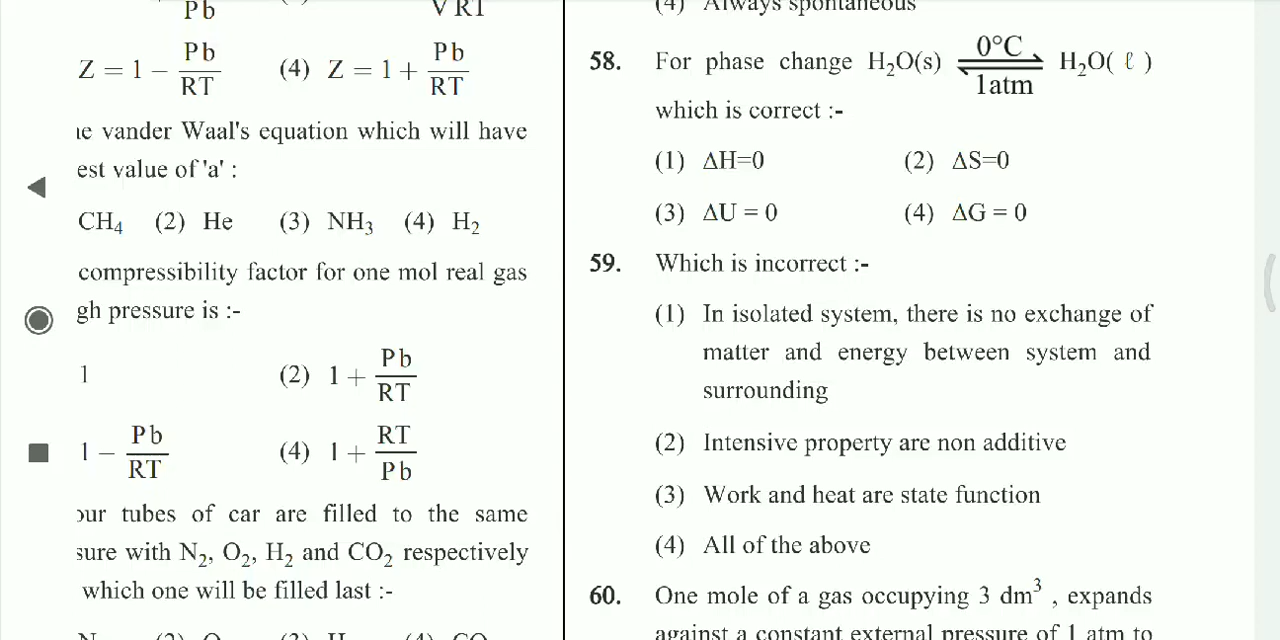 Pb
√RT
Z = 1 − Pb/RT (4) Z = 1 + Pb/RT
vander Waal's equation which will have
est value of 'a' :
CH₄ (2) He (3) NH₃ (4) H₂
compressibility factor for one mol real gas
gh pressure is :-
1 (2) 1 + Pb/RT
1 − Pb/RT (4) 1 + RT/Pb
our tubes of car are filled to the same
sure with N₂, O₂, H₂ and CO₂ respectively
which one will be filled last :-
(4) Always spontaneous
58. For phase change H₂O(s) ⇌ H₂O( ℓ )
0°C
1atm
which is correct :-
(1) ΔH=0 (2) ΔS=0
(3) ΔU = 0 (4) ΔG = 0
59. Which is incorrect :-
(1) In isolated system, there is no exchange of
matter and energy between system and
surrounding
(2) Intensive property are non additive
(3) Work and heat are state function
(4) All of the above
60. One mole of a gas occupying 3 dm³ , expands
against a constant external pressure of 1 atm to